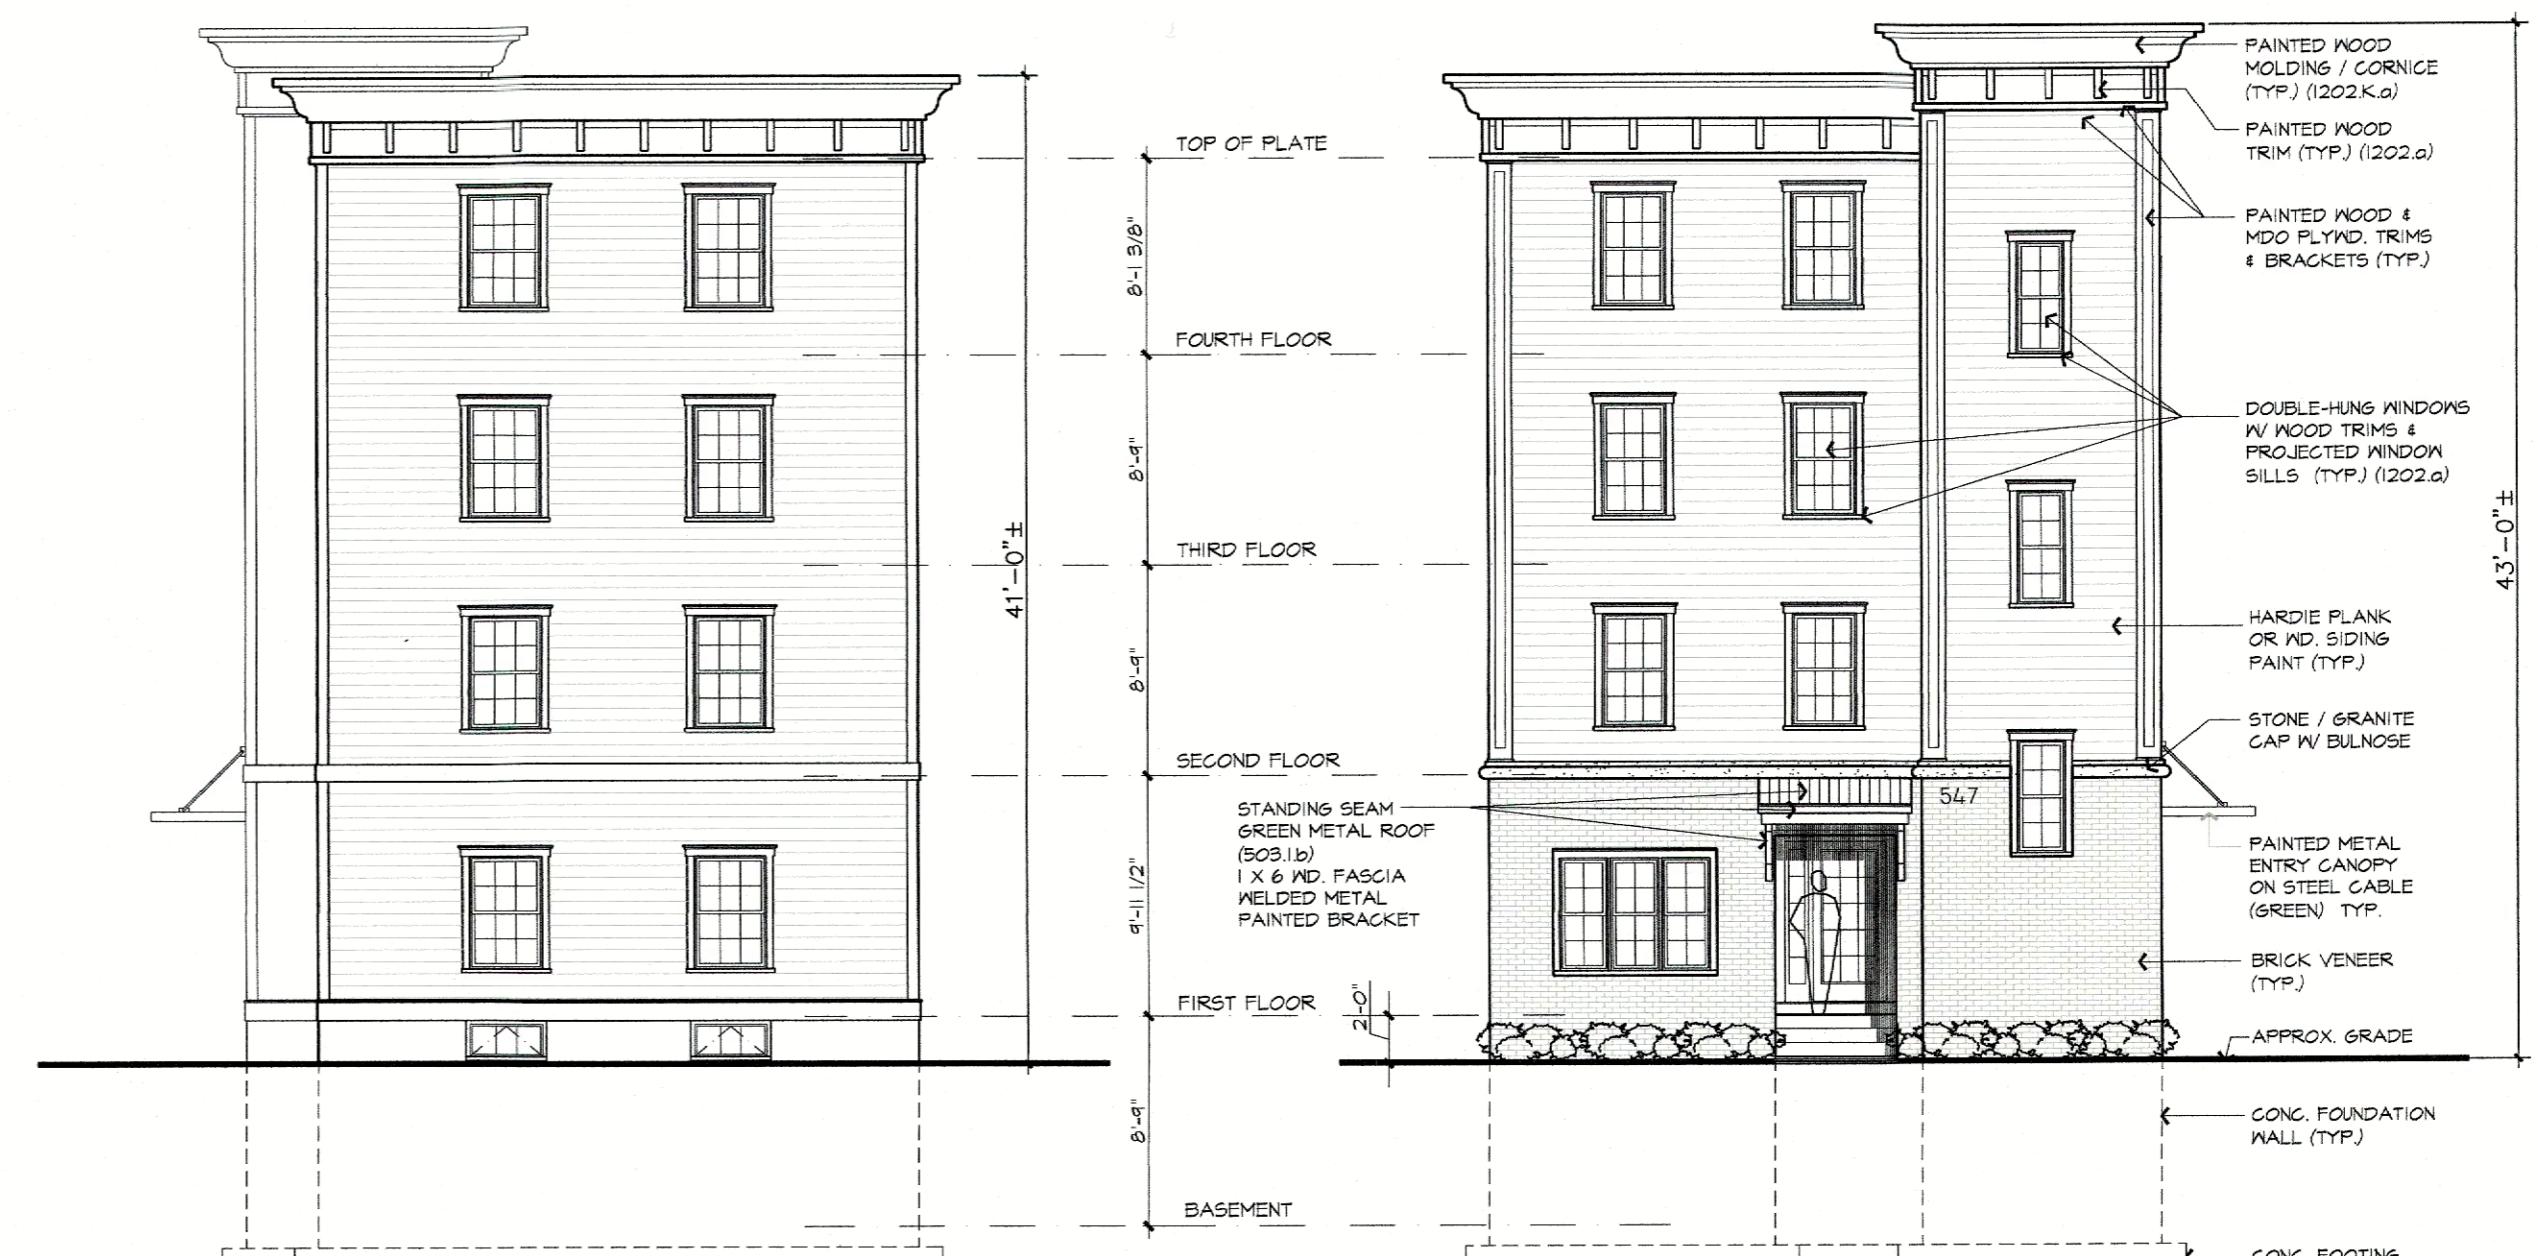 PAINTED WOOD
MOLDING / CORNICE
(TYP.) (1202.K.a)
PAINTED WOOD
TRIM (TYP.) (1202.a)
PAINTED WOOD &
MDO PLYWD. TRIMS
& BRACKETS (TYP.)
DOUBLE-HUNG WINDOWS
W/ WOOD TRIMS &
PROJECTED WINDOW
SILLS (TYP.) (1202.a)
43'-0"±
HARDIE PLANK
OR WD. SIDING
PAINT (TYP.)
STONE / GRANITE
CAP W/ BULNOSE
PAINTED METAL
ENTRY CANOPY
ON STEEL CABLE
(GREEN) TYP.
BRICK VENEER
(TYP.)
APPROX. GRADE
CONC. FOUNDATION
WALL (TYP.)
CONC. FOOTING
TOP OF PLATE
8'-1 3/8"
FOURTH FLOOR
8'-9"
THIRD FLOOR
41'-0"±
8'-9"
SECOND FLOOR
STANDING SEAM
GREEN METAL ROOF
(503.1.b)
1 X 6 WD. FASCIA
WELDED METAL
PAINTED BRACKET
547
9'-11 1/2"
FIRST FLOOR
2'-0"
8'-9"
BASEMENT